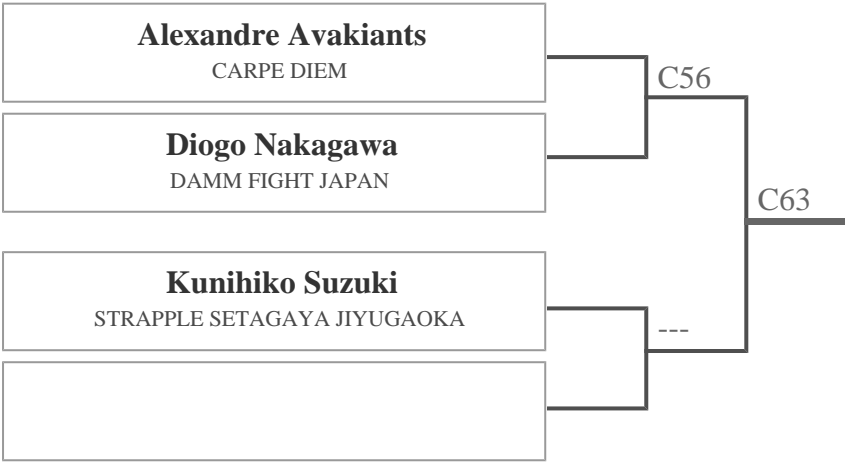 Alexandre Avakiants
CARPE DIEM
C56
Diogo Nakagawa
DAMM FIGHT JAPAN
C63
Kunihiko Suzuki
STRAPPLE SETAGAYA JIYUGAOKA
---